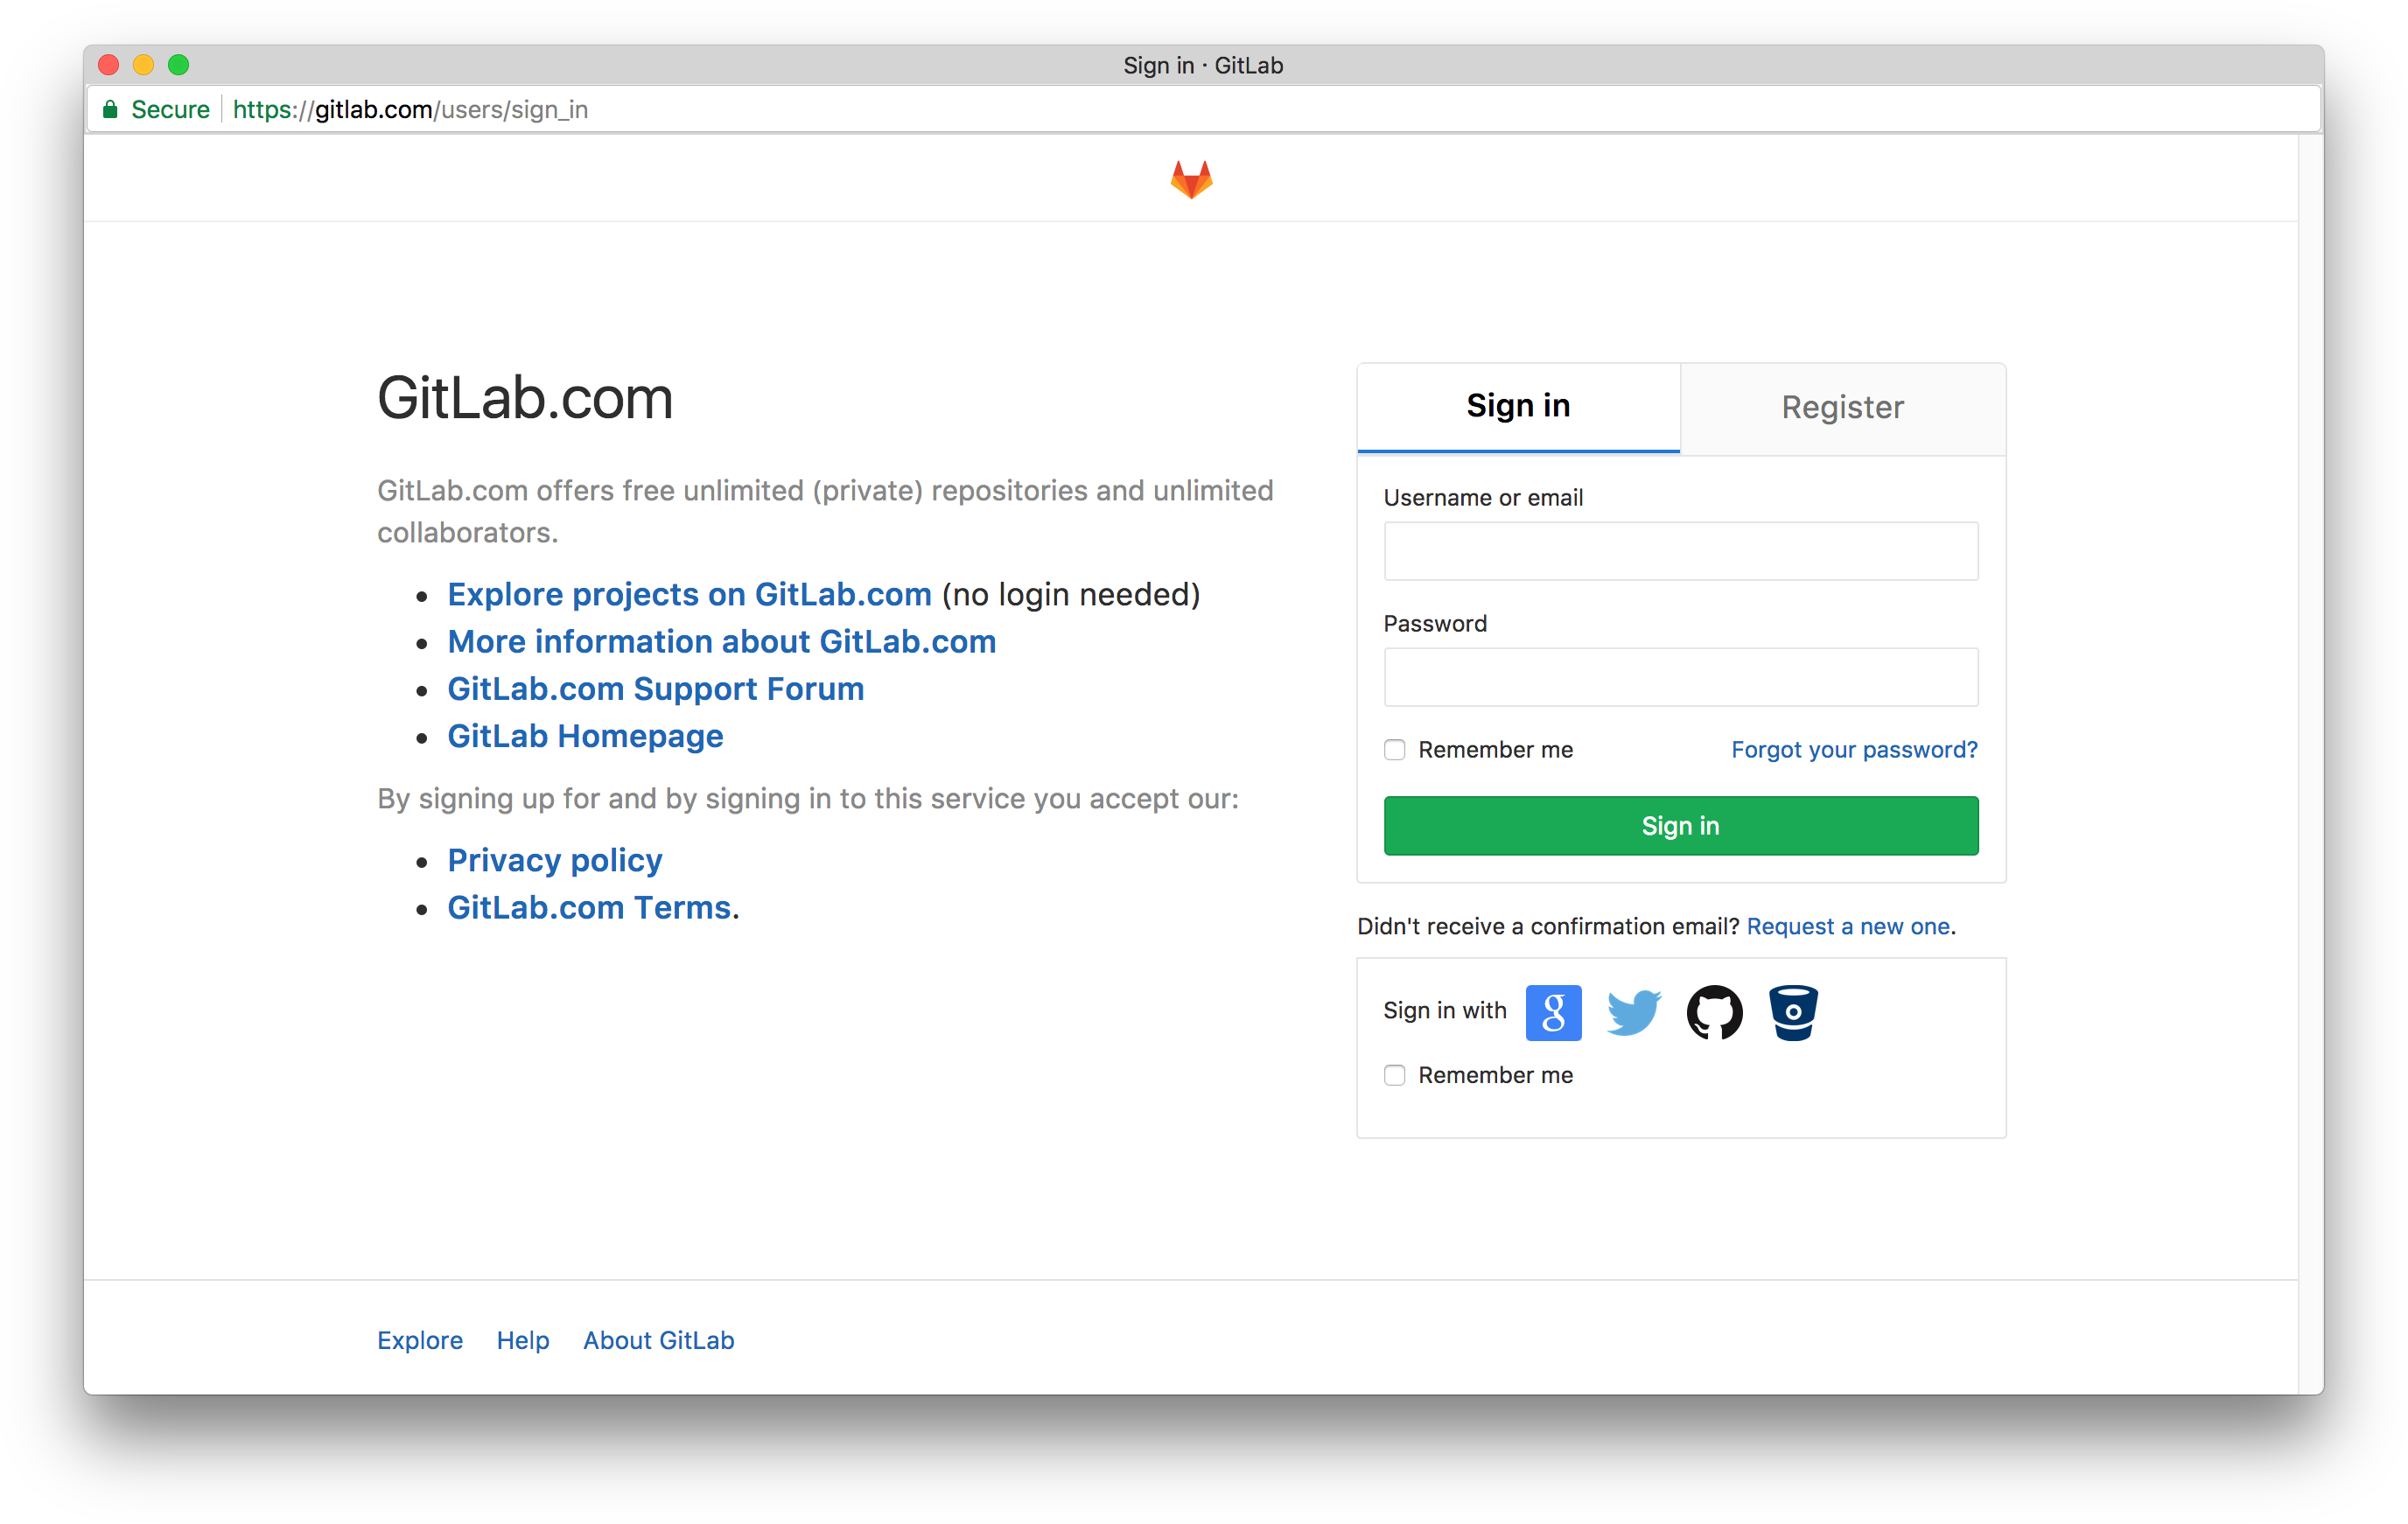 Sign in · GitLab
Secure https://gitlab.com/users/sign_in
GitLab.com
GitLab.com offers free unlimited (private) repositories and unlimited
collaborators.
Explore projects on GitLab.com (no login needed)
More information about GitLab.com
GitLab.com Support Forum
GitLab Homepage
By signing up for and by signing in to this service you accept our:
Privacy policy
GitLab.com Terms.
Sign in Register
Username or email
Password
Remember me Forgot your password?
Sign in
Didn't receive a confirmation email? Request a new one.
Sign in with g
Remember me
Explore Help About GitLab